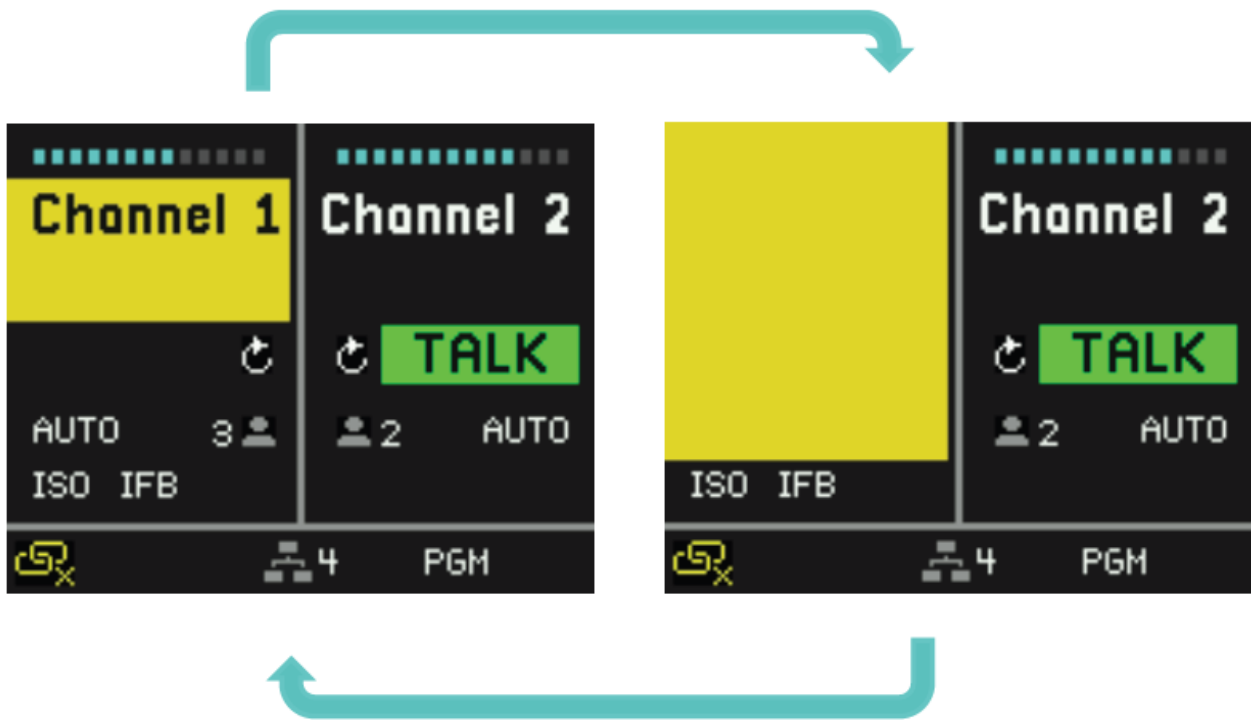 Channel 1
AUTO 3
ISO IFB
Channel 2
TALK
2 AUTO
4 PGM
Channel 2
TALK
2 AUTO
ISO IFB
4 PGM